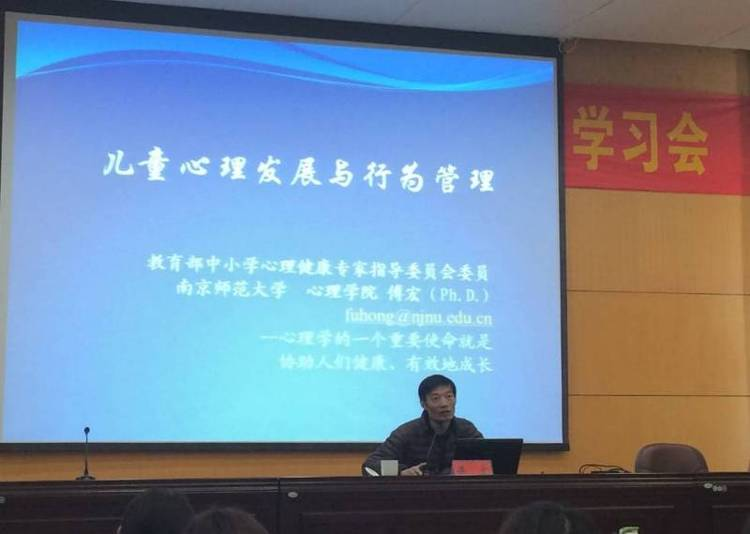 儿童心理发展与行为管理
教育部中小学心理健康专家指导委员会委员
南京师范大学 心理学院 傅宏(Ph.D.)
fuhong@njnu.edu.cn
—心理学的一个重要使命就是
协助人们健康、有效地成长
学习会